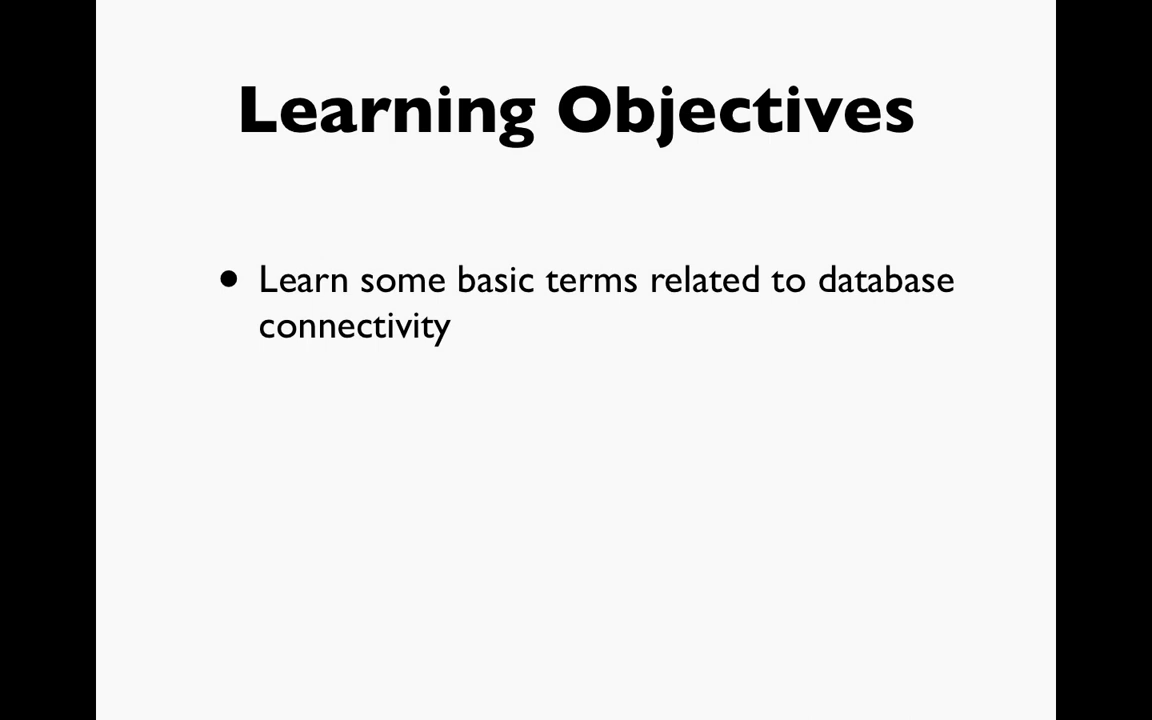 Learning Objectives
• Learn some basic terms related to database
connectivity